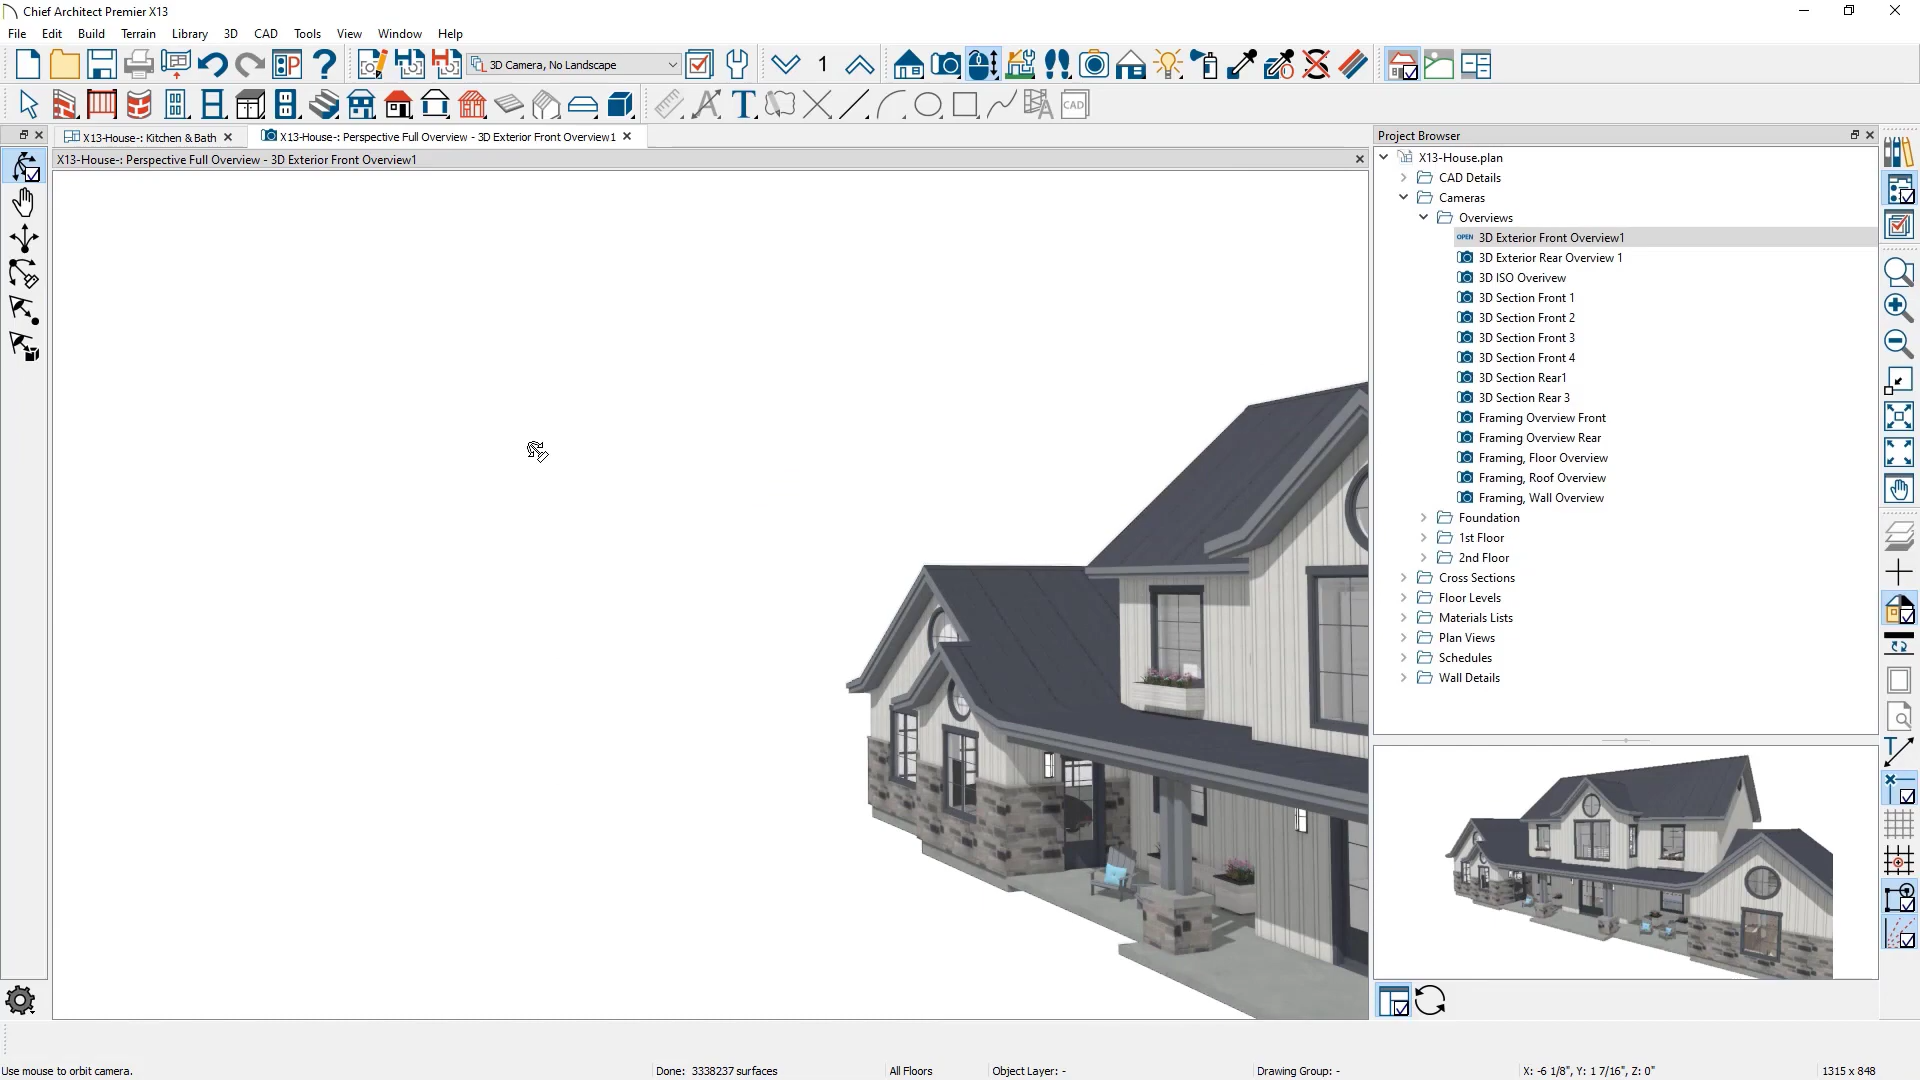 Chief Architect Premier X13
File Edit Build Terrain Library 3D CAD Tools View Window Help
3D Camera, No Landscape
1
CAD
X13-House-: Kitchen & Bath
X13-House-: Perspective Full Overview - 3D Exterior Front Overview1
X13-House-: Perspective Full Overview - 3D Exterior Front Overview1
Project Browser
X13-House.plan
CAD Details
Cameras
Overviews
OPEN 3D Exterior Front Overview1
3D Exterior Rear Overview 1
3D ISO Overivew
3D Section Front 1
3D Section Front 2
3D Section Front 3
3D Section Front 4
3D Section Rear1
3D Section Rear 3
Framing Overview Front
Framing Overview Rear
Framing, Floor Overview
Framing, Roof Overview
Framing, Wall Overview
Foundation
1st Floor
2nd Floor
Cross Sections
Floor Levels
Materials Lists
Plan Views
Schedules
Wall Details
Use mouse to orbit camera.
Done: 3338237 surfaces
All Floors
Object Layer: -
Drawing Group: -
X: -6 1/8", Y: 1 7/16", Z: 0"
1315 x 848